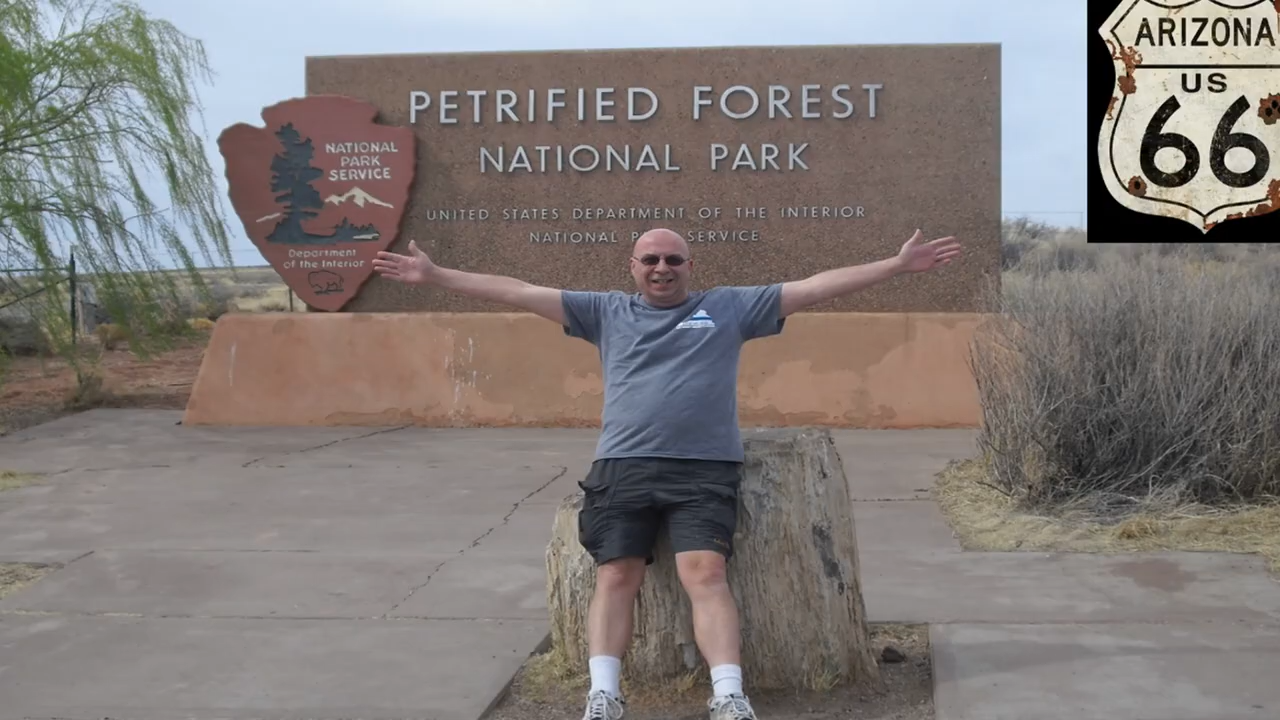 PETRIFIED FOREST
NATIONAL PARK
UNITED STATES DEPARTMENT OF THE INTERIOR
NATIONAL SERVICE
NATIONAL
PARK
SERVICE
Department
of the Interior
ARIZONA
US
66